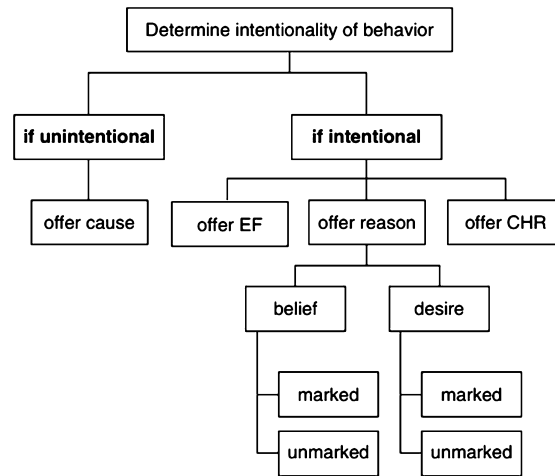 Determine intentionality of behavior
if unintentional
if intentional
offer cause
offer EF
offer reason
offer CHR
belief
desire
marked
marked
unmarked
unmarked